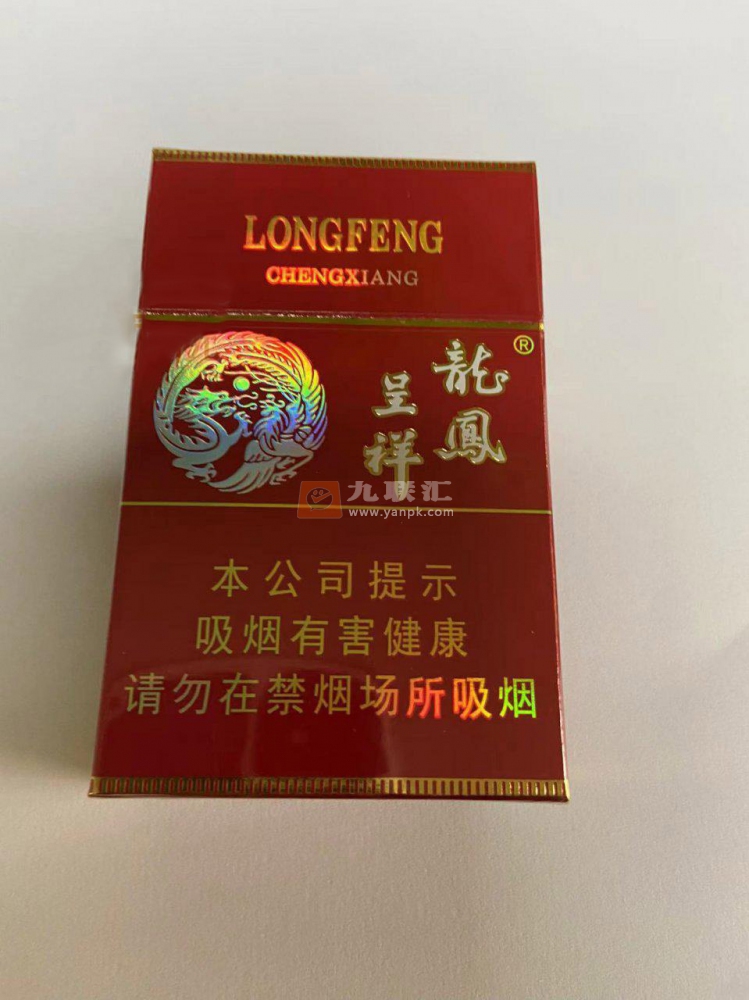 LONGFENG
CHENGXIANG
龍鳳
呈祥
®
九联汇
www.yanpk.com
本公司提示
吸烟有害健康
请勿在禁烟场所吸烟